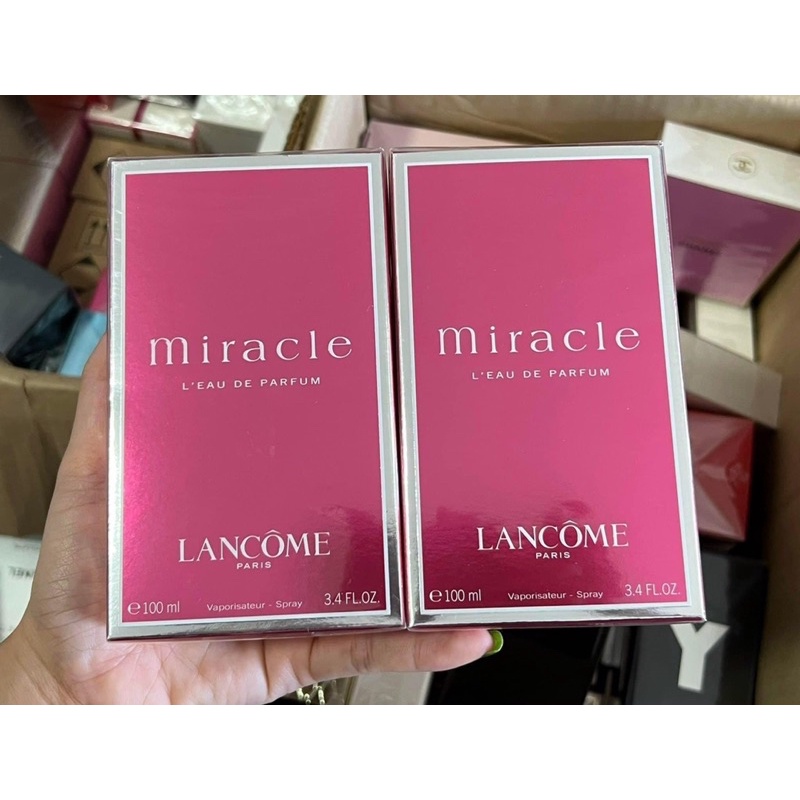 miracle
L'EAU DE PARFUM
LANCÔME
PARIS
e 100 ml
Vaporisateur - Spray
3.4 FL.OZ.
miracle
L'EAU DE PARFUM
LANCÔME
PARIS
e 100 ml
Vaporisateur - Spray
3.4 FL.OZ.
Y